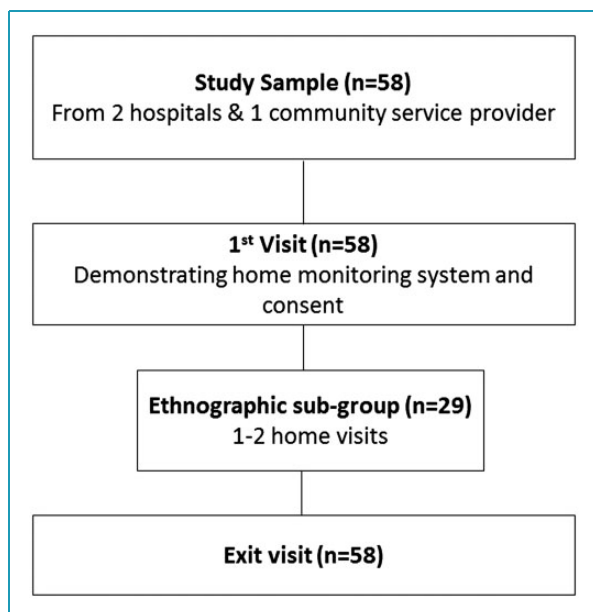 Study Sample (n=58)
From 2 hospitals & 1 community service provider
1st Visit (n=58)
Demonstrating home monitoring system and
consent
Ethnographic sub-group (n=29)
1-2 home visits
Exit visit (n=58)